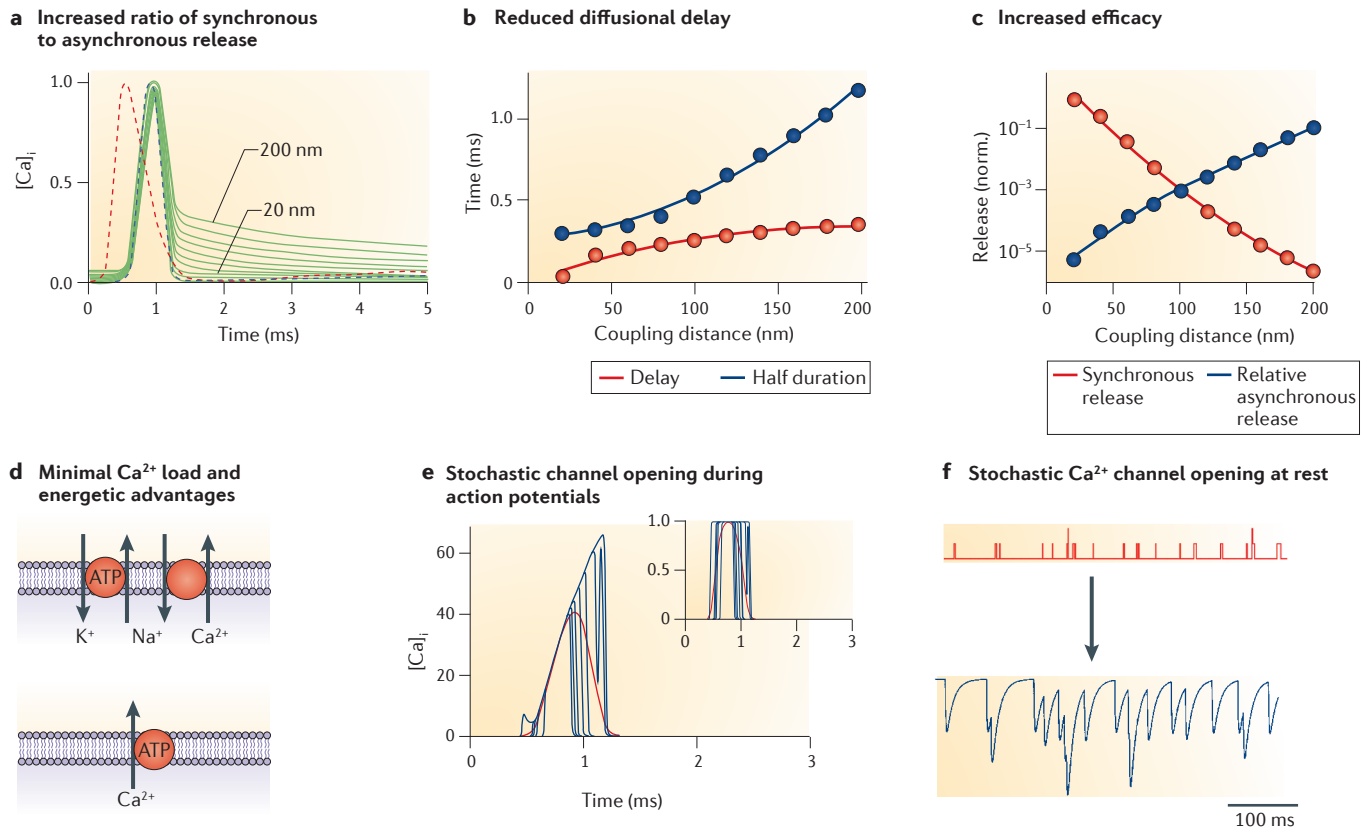 a Increased ratio of synchronous
to asynchronous release
1.0
0.5
0.0
[Ca]i
200 nm
20 nm
0 1 2 3 4 5
Time (ms)
b Reduced diffusional delay
1.0
0.5
0
Time (ms)
0 50 100 150 200
Coupling distance (nm)
Delay Half duration
c Increased efficacy
10⁻¹
10⁻³
10⁻⁵
Release (norm.)
0 50 100 150 200
Coupling distance (nm)
Synchronous
release
Relative
asynchronous
release
d Minimal Ca²⁺ load and
energetic advantages
ATP
K⁺ Na⁺ Ca²⁺
ATP
Ca²⁺
e Stochastic channel opening during
action potentials
60
40
20
0
[Ca]i
0 1 2 3
Time (ms)
1.0
0.5
0
0 1 2 3
f Stochastic Ca²⁺ channel opening at rest
100 ms